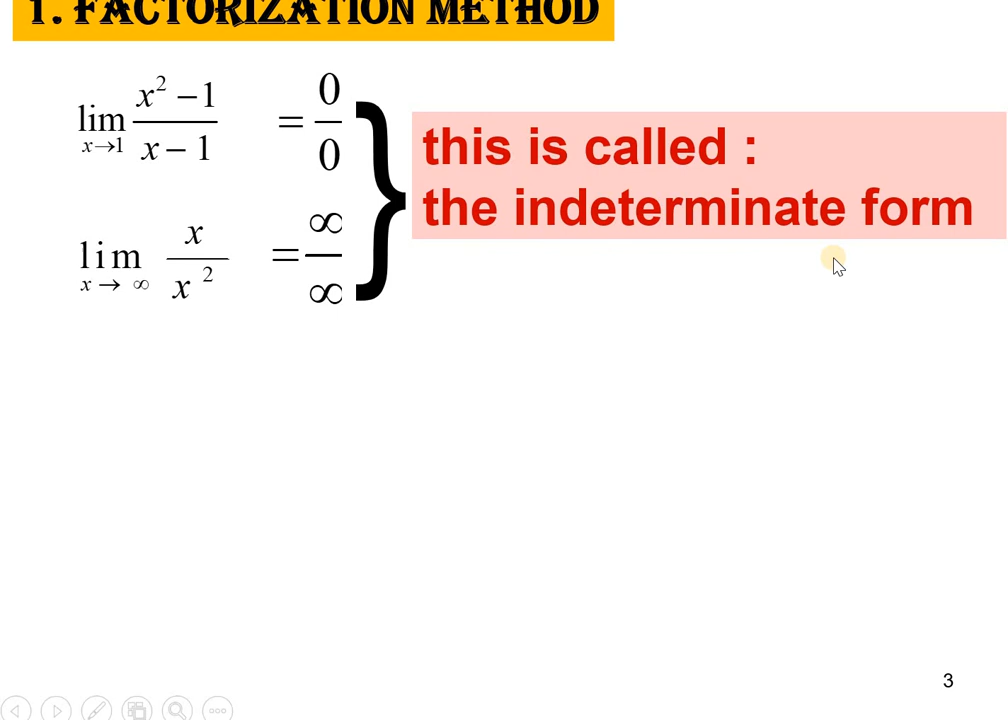 1. FACTORIZATION METHOD
lim x→1 x² − 1 / x − 1 = 0 / 0
this is called :
the indeterminate form
lim x → ∞ x / x² = ∞ / ∞
3